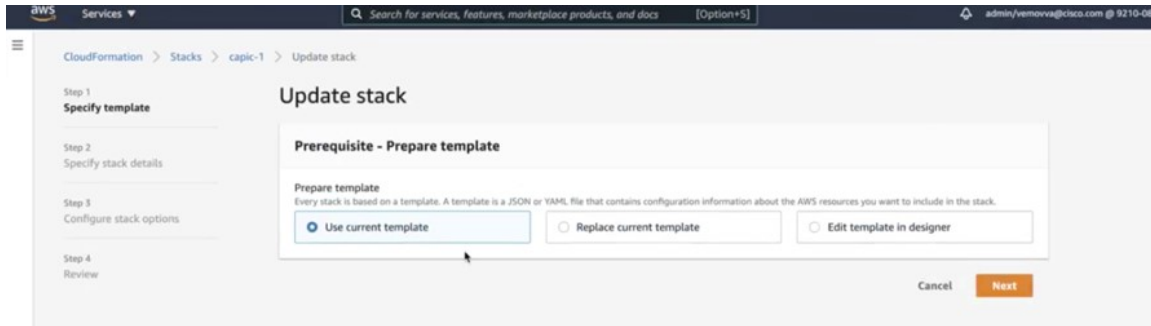 aws Services ▼ Search for services, features, marketplace products, and docs [Option+S] admin/vemovva@cisco.com @ 9210-08
CloudFormation > Stacks > capic-1 > Update stack
Step 1
Specify template
Step 2
Specify stack details
Step 3
Configure stack options
Step 4
Review
Update stack
Prerequisite - Prepare template
Prepare template
Every stack is based on a template. A template is a JSON or YAML file that contains configuration information about the AWS resources you want to include in the stack.
Use current template
Replace current template
Edit template in designer
Cancel
Next